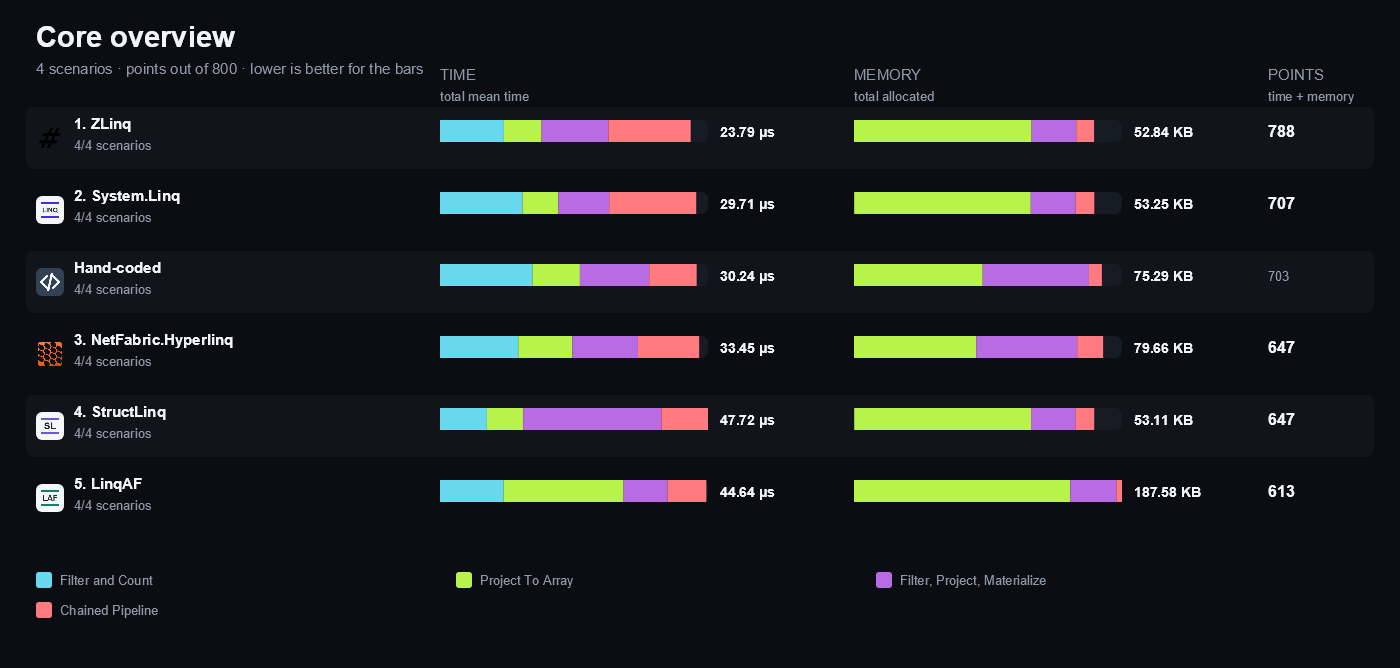 Core overview
4 scenarios · points out of 800 · lower is better for the bars
TIME
total mean time
MEMORY
total allocated
POINTS
time + memory
#
1. ZLinq
4/4 scenarios
23.79 µs
52.84 KB
788
LINQ
2. System.Linq
4/4 scenarios
29.71 µs
53.25 KB
707
</>
Hand-coded
4/4 scenarios
30.24 µs
75.29 KB
703
3. NetFabric.Hyperlinq
4/4 scenarios
33.45 µs
79.66 KB
647
SL
4. StructLinq
4/4 scenarios
47.72 µs
53.11 KB
647
LAF
5. LinqAF
4/4 scenarios
44.64 µs
187.58 KB
613
Filter and Count
Project To Array
Filter, Project, Materialize
Chained Pipeline